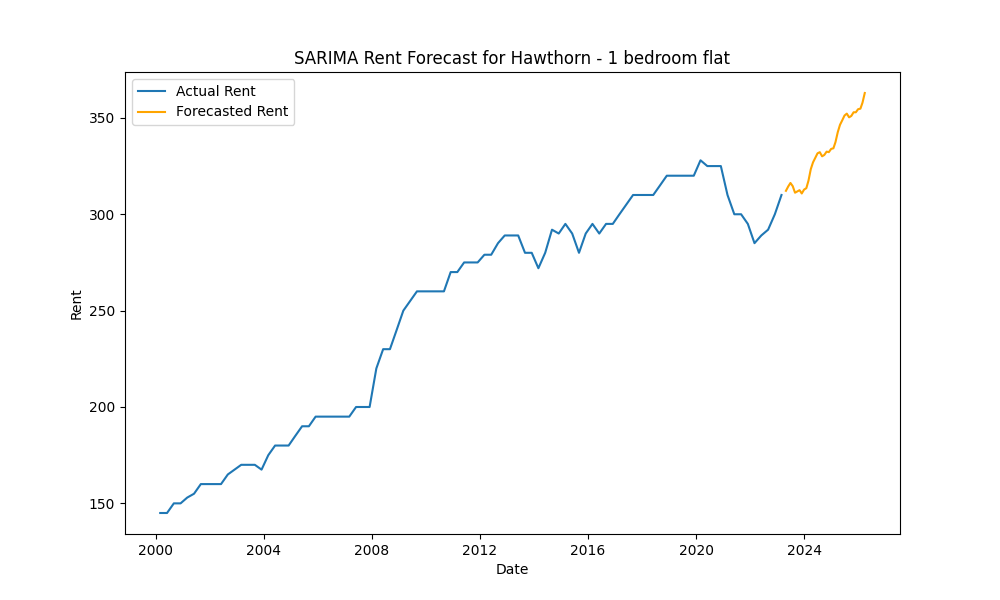 SARIMA Rent Forecast for Hawthorn - 1 bedroom flat
Actual Rent
Forecasted Rent
350
300
250
200
150
Rent
2000 2004 2008 2012 2016 2020 2024
Date